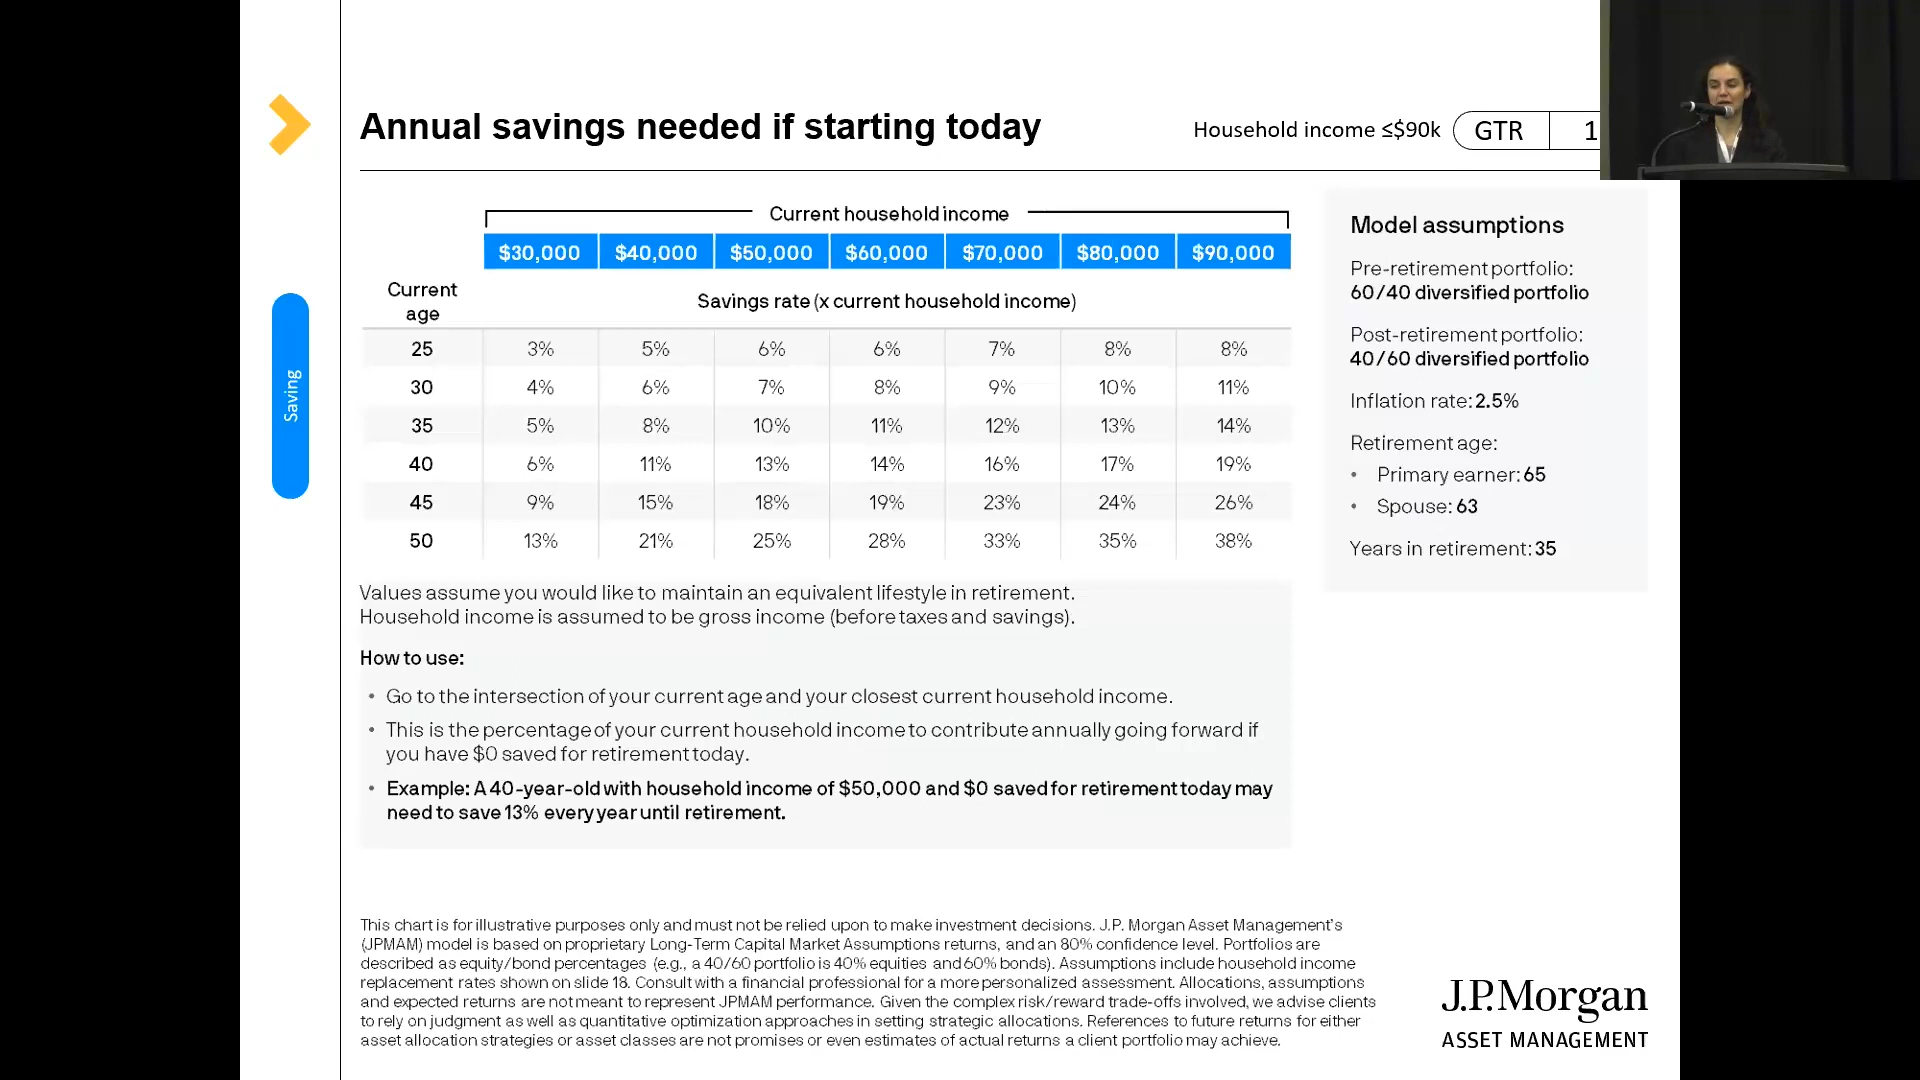 Annual savings needed if starting today
Household income ≤$90k
GTR
1
Saving
Current household income
$30,000 $40,000 $50,000 $60,000 $70,000 $80,000 $90,000
Current
age
Savings rate (x current household income)
25 3% 5% 6% 6% 7% 8% 8%
30 4% 6% 7% 8% 9% 10% 11%
35 5% 8% 10% 11% 12% 13% 14%
40 6% 11% 13% 14% 16% 17% 19%
45 9% 15% 18% 19% 23% 24% 26%
50 13% 21% 25% 28% 33% 35% 38%
Model assumptions
Pre-retirement portfolio:
60/40 diversified portfolio
Post-retirement portfolio:
40/60 diversified portfolio
Inflation rate: 2.5%
Retirement age:
• Primary earner: 65
• Spouse: 63
Years in retirement: 35
Values assume you would like to maintain an equivalent lifestyle in retirement.
Household income is assumed to be gross income (before taxes and savings).
How to use:
• Go to the intersection of your current age and your closest current household income.
• This is the percentage of your current household income to contribute annually going forward if
you have $0 saved for retirement today.
• Example: A 40-year-old with household income of $50,000 and $0 saved for retirement today may
need to save 13% every year until retirement.
This chart is for illustrative purposes only and must not be relied upon to make investment decisions. J.P. Morgan Asset Management's
(JPMAM) model is based on proprietary Long-Term Capital Market Assumptions returns, and an 80% confidence level. Portfolios are
described as equity/bond percentages (e.g., a 40/60 portfolio is 40% equities and 60% bonds). Assumptions include household income
replacement rates shown on slide 18. Consult with a financial professional for a more personalized assessment. Allocations, assumptions
and expected returns are not meant to represent JPMAM performance. Given the complex risk/reward trade-offs involved, we advise clients
to rely on judgment as well as quantitative optimization approaches in setting strategic allocations. References to future returns for either
asset allocation strategies or asset classes are not promises or even estimates of actual returns a client portfolio may achieve.
J.P.Morgan
ASSET MANAGEMENT